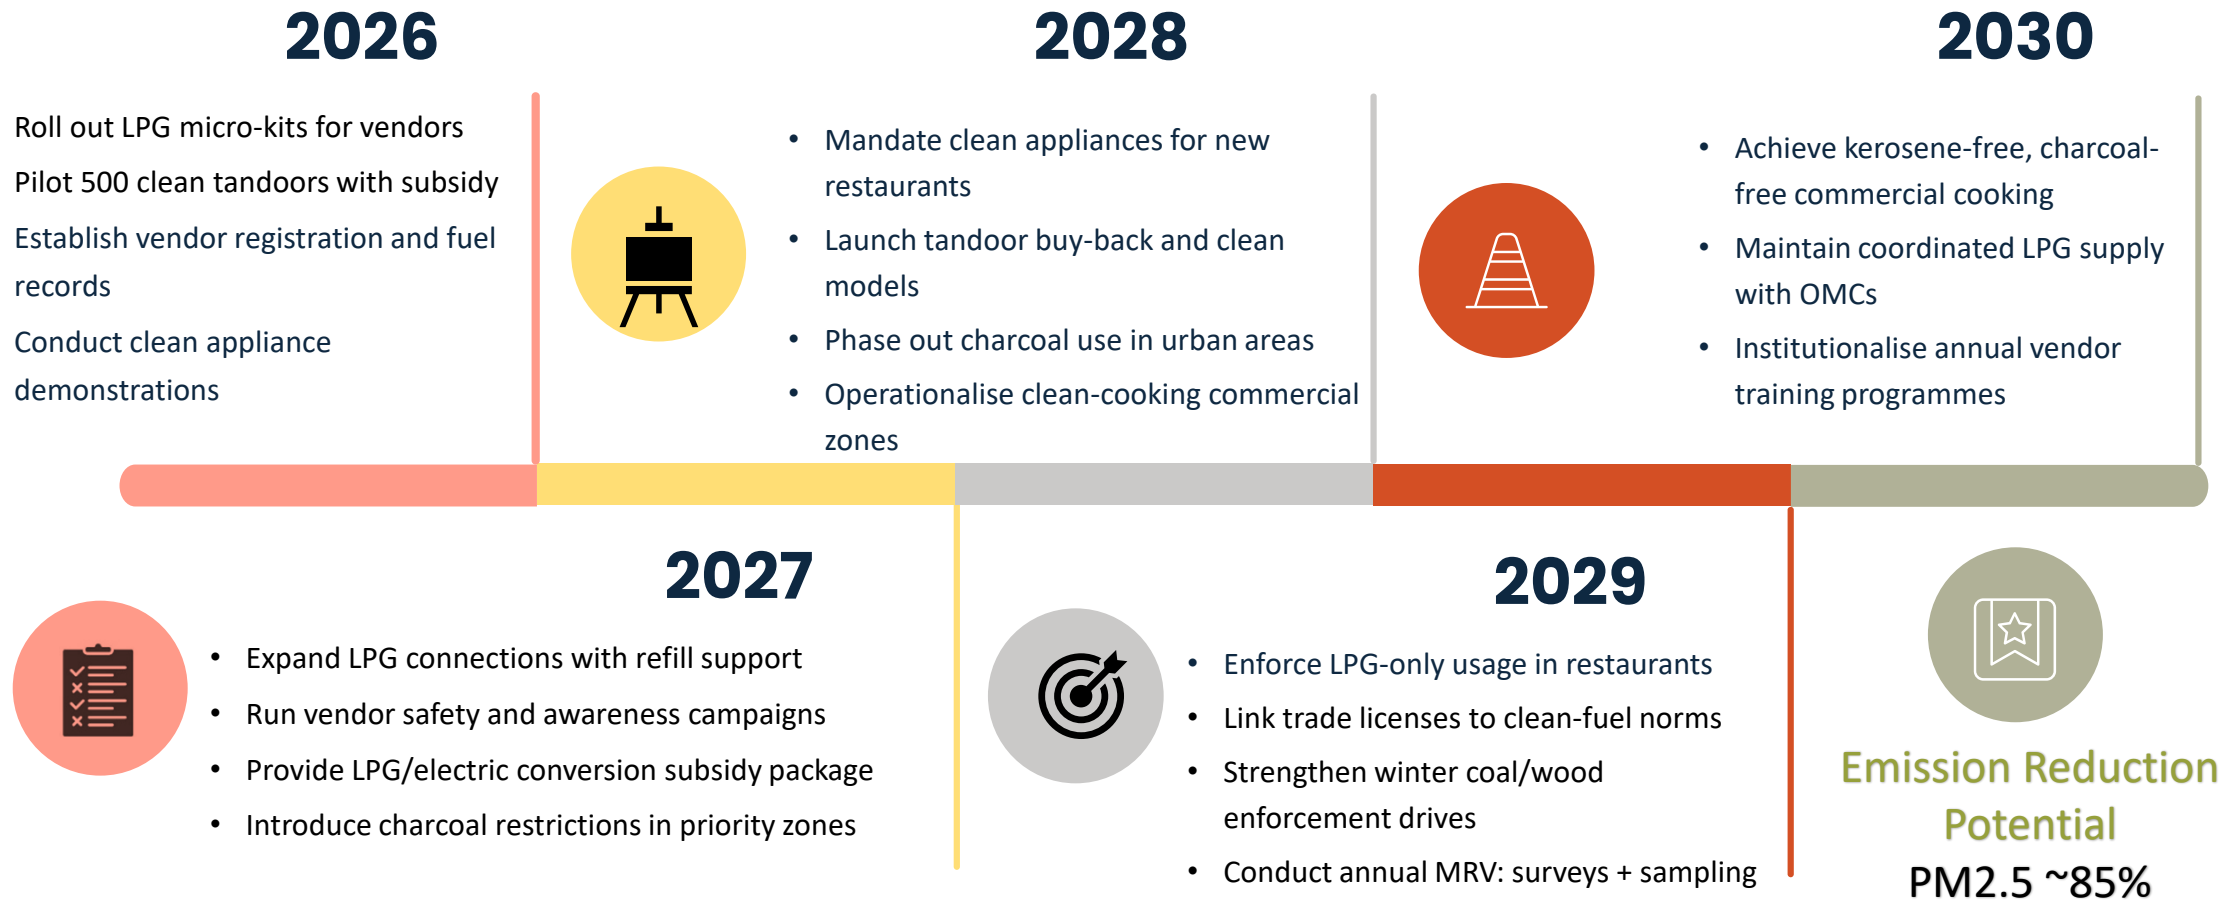 2026
Roll out LPG micro-kits for vendors
Pilot 500 clean tandoors with subsidy
Establish vendor registration and fuel
records
Conduct clean appliance
demonstrations
2028
• Mandate clean appliances for new
restaurants
• Launch tandoor buy-back and clean
models
• Phase out charcoal use in urban areas
• Operationalise clean-cooking commercial
zones
2030
• Achieve kerosene-free, charcoal-
free commercial cooking
• Maintain coordinated LPG supply
with OMCs
• Institutionalise annual vendor
training programmes
2027
• Expand LPG connections with refill support
• Run vendor safety and awareness campaigns
• Provide LPG/electric conversion subsidy package
• Introduce charcoal restrictions in priority zones
2029
• Enforce LPG-only usage in restaurants
• Link trade licenses to clean-fuel norms
• Strengthen winter coal/wood
enforcement drives
• Conduct annual MRV: surveys + sampling
Emission Reduction
Potential
PM2.5 ~85%